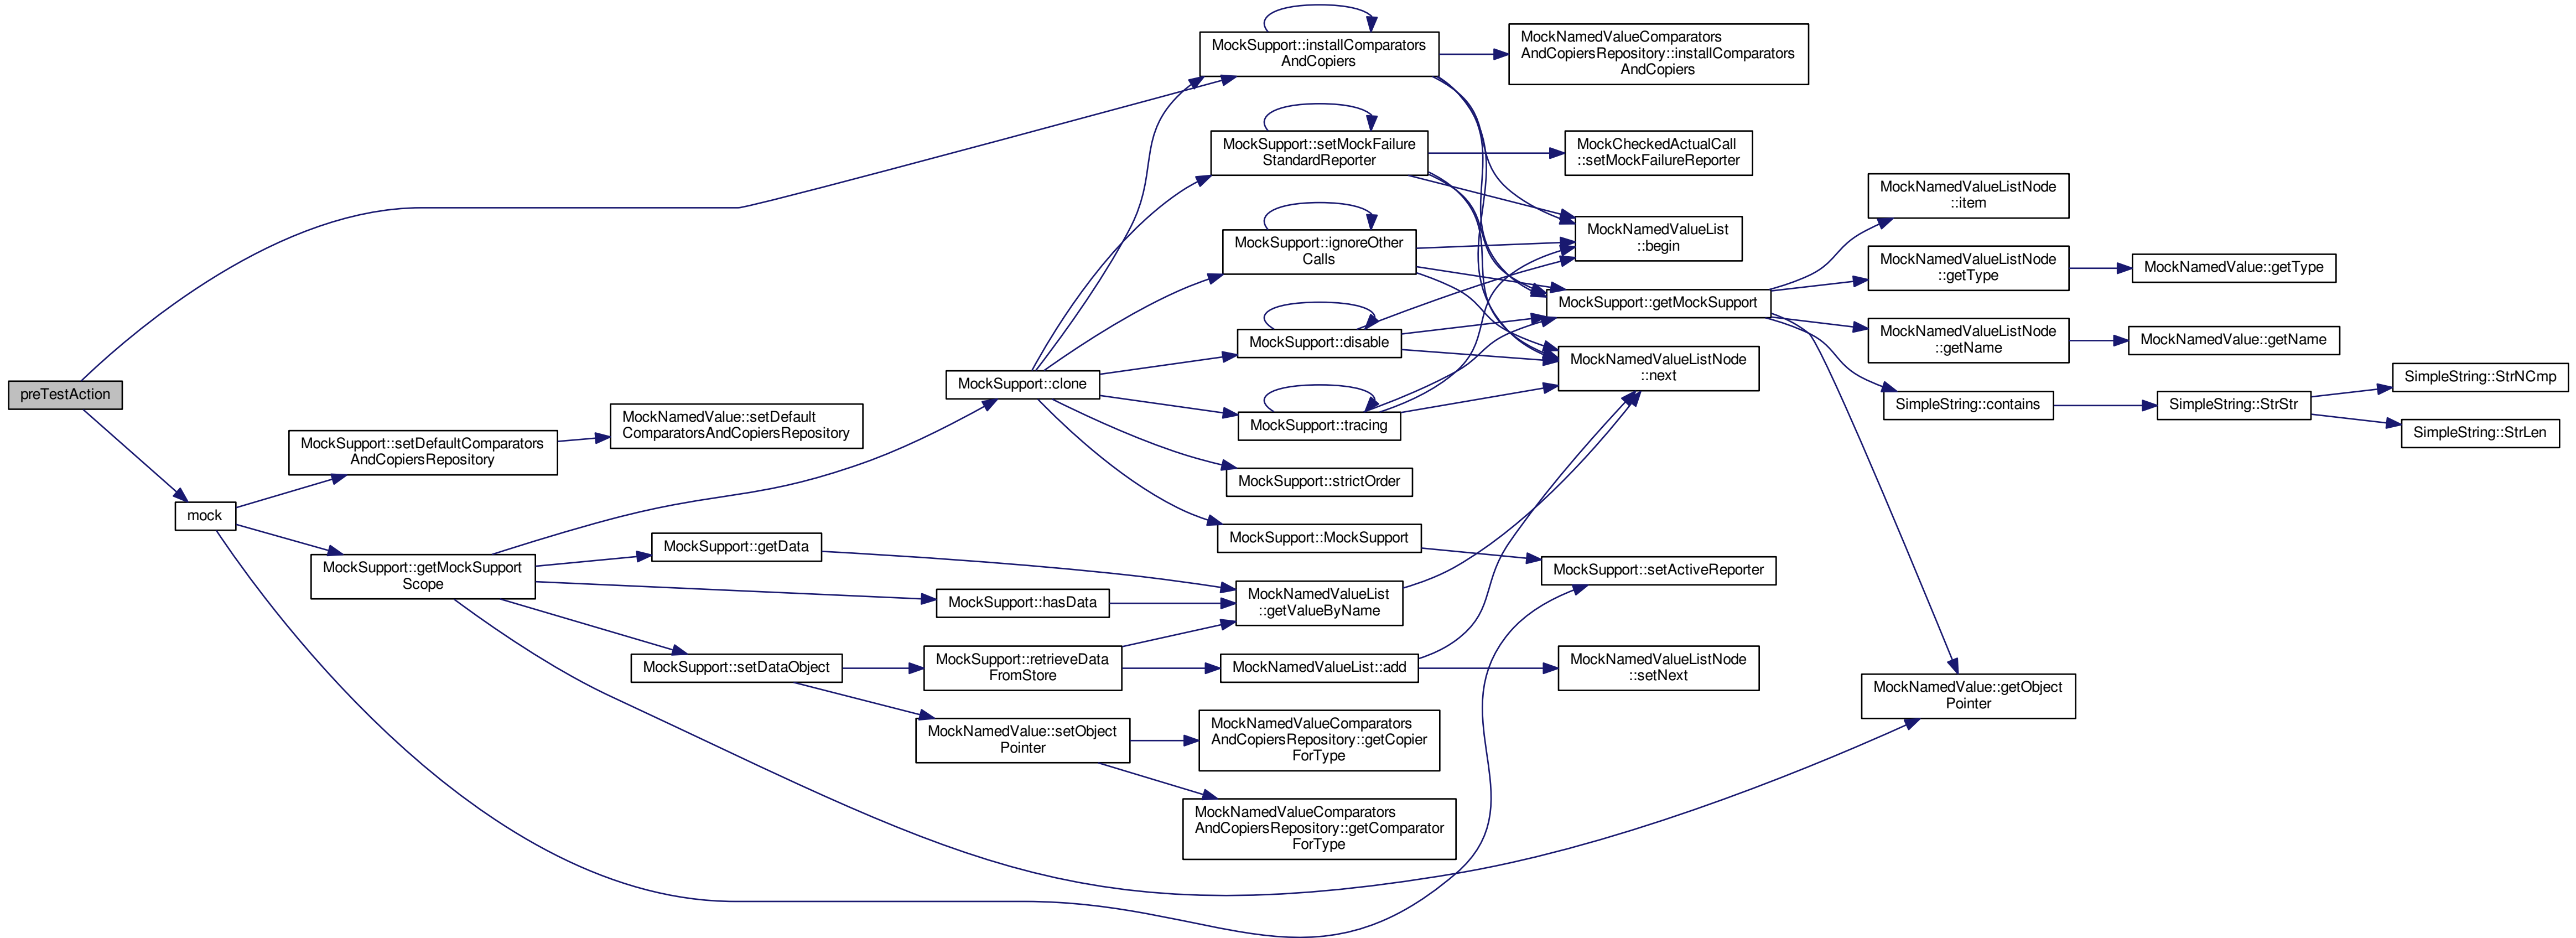 preTestAction
mock
MockSupport::setDefaultComparators
AndCopiersRepository
MockNamedValue::setDefault
ComparatorsAndCopiersRepository
MockSupport::getMockSupport
Scope
MockSupport::clone
MockSupport::installComparators
AndCopiers
MockNamedValueComparators
AndCopiersRepository::installComparators
AndCopiers
MockSupport::setMockFailure
StandardReporter
MockCheckedActualCall
::setMockFailureReporter
MockSupport::ignoreOther
Calls
MockNamedValueList
::begin
MockSupport::getMockSupport
MockSupport::disable
MockNamedValueListNode
::next
MockSupport::tracing
MockNamedValueListNode
::item
MockNamedValueListNode
::getType
MockNamedValue::getType
MockNamedValueListNode
::getName
MockNamedValue::getName
SimpleString::contains
SimpleString::StrStr
SimpleString::StrNCmp
SimpleString::StrLen
MockSupport::strictOrder
MockSupport::MockSupport
MockSupport::setActiveReporter
MockSupport::getData
MockSupport::hasData
MockNamedValueList
::getValueByName
MockSupport::setDataObject
MockSupport::retrieveData
FromStore
MockNamedValueList::add
MockNamedValueListNode
::setNext
MockNamedValue::setObject
Pointer
MockNamedValueComparators
AndCopiersRepository::getCopier
ForType
MockNamedValueComparators
AndCopiersRepository::getComparator
ForType
MockNamedValue::getObject
Pointer